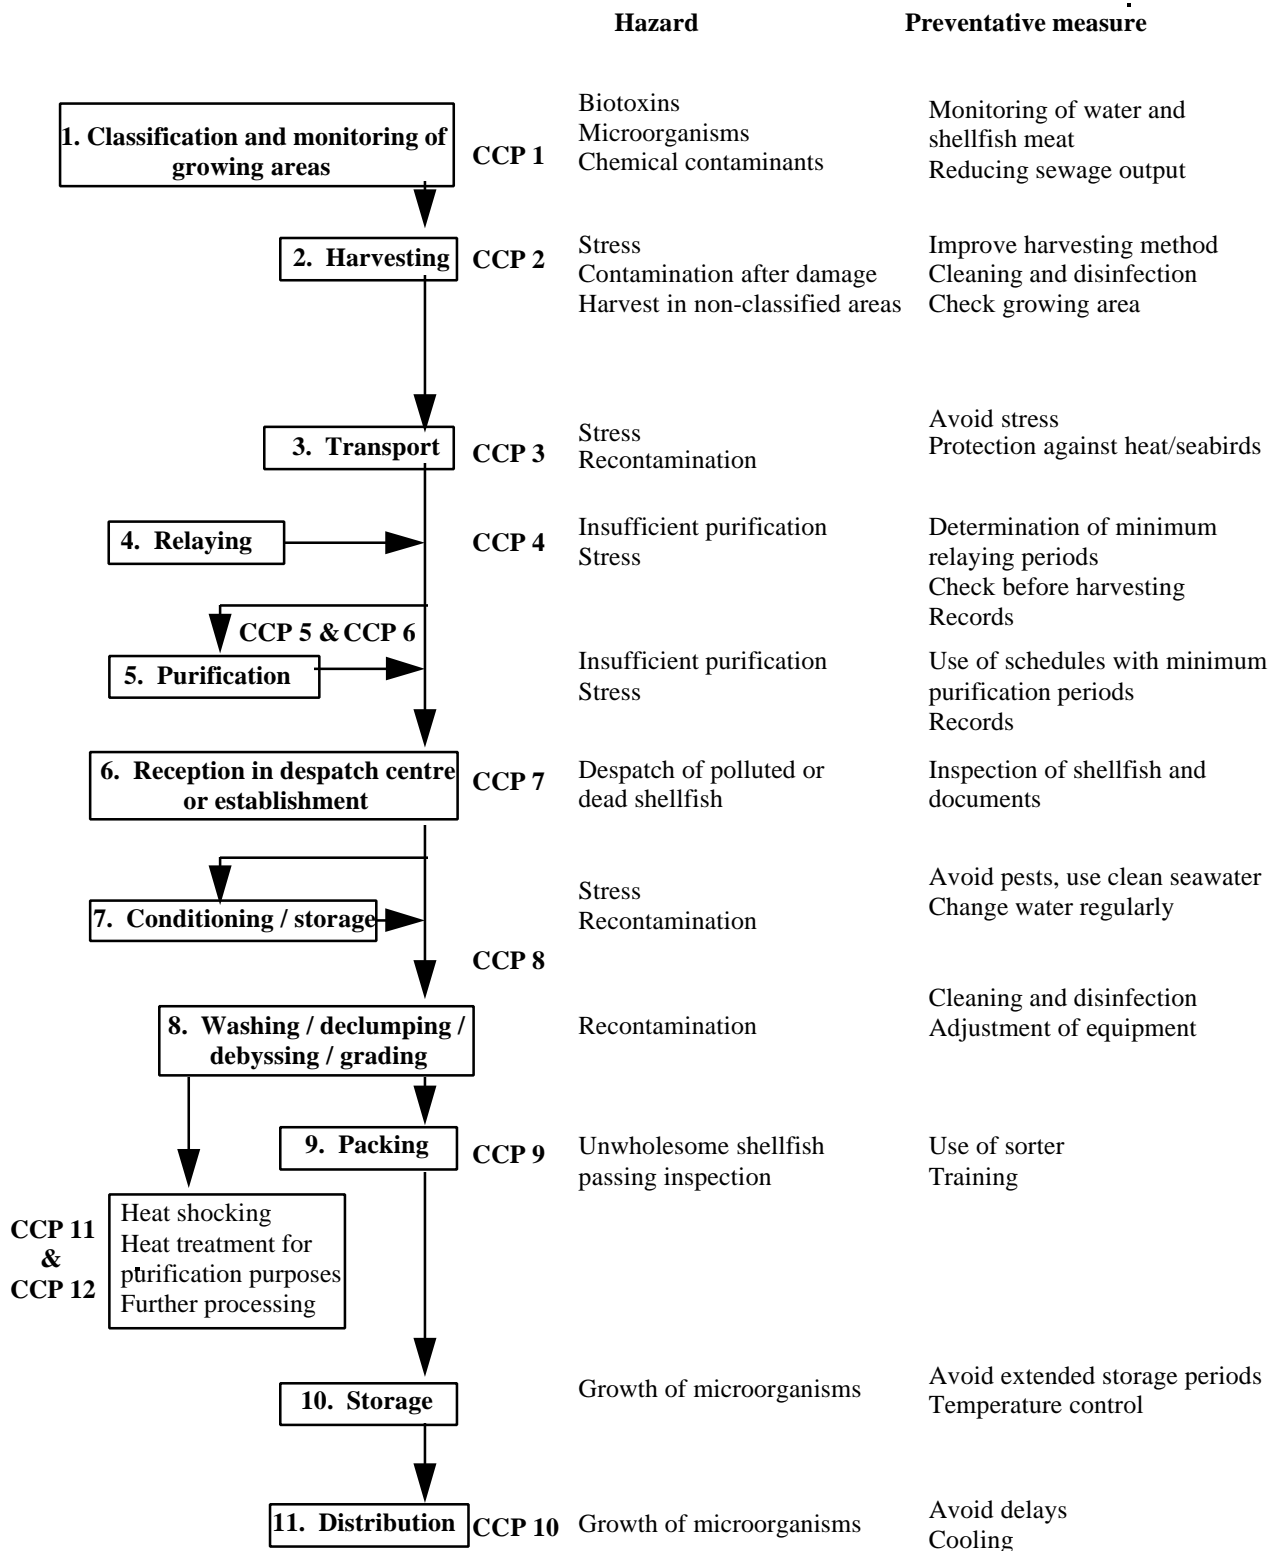 Hazard Preventative measure
1. Classification and monitoring of
growing areas
CCP 1
Biotoxins
Microorganisms
Chemical contaminants
Monitoring of water and
shellfish meat
Reducing sewage output
2. Harvesting
CCP 2
Stress
Contamination after damage
Harvest in non-classified areas
Improve harvesting method
Cleaning and disinfection
Check growing area
3. Transport
CCP 3
Stress
Recontamination
Avoid stress
Protection against heat/seabirds
4. Relaying
CCP 4
Insufficient purification
Stress
Determination of minimum
relaying periods
Check before harvesting
Records
CCP 5 & CCP 6
5. Purification
Insufficient purification
Stress
Use of schedules with minimum
purification periods
Records
6. Reception in despatch centre
or establishment
CCP 7
Despatch of polluted or
dead shellfish
Inspection of shellfish and
documents
7. Conditioning / storage
Stress
Recontamination
Avoid pests, use clean seawater
Change water regularly
CCP 8
8. Washing / declumping /
debyssing / grading
Recontamination
Cleaning and disinfection
Adjustment of equipment
9. Packing
CCP 9
Unwholesome shellfish
passing inspection
Use of sorter
Training
CCP 11
&
CCP 12
Heat shocking
Heat treatment for
purification purposes
Further processing
10. Storage
Growth of microorganisms
Avoid extended storage periods
Temperature control
11. Distribution
CCP 10
Growth of microorganisms
Avoid delays
Cooling